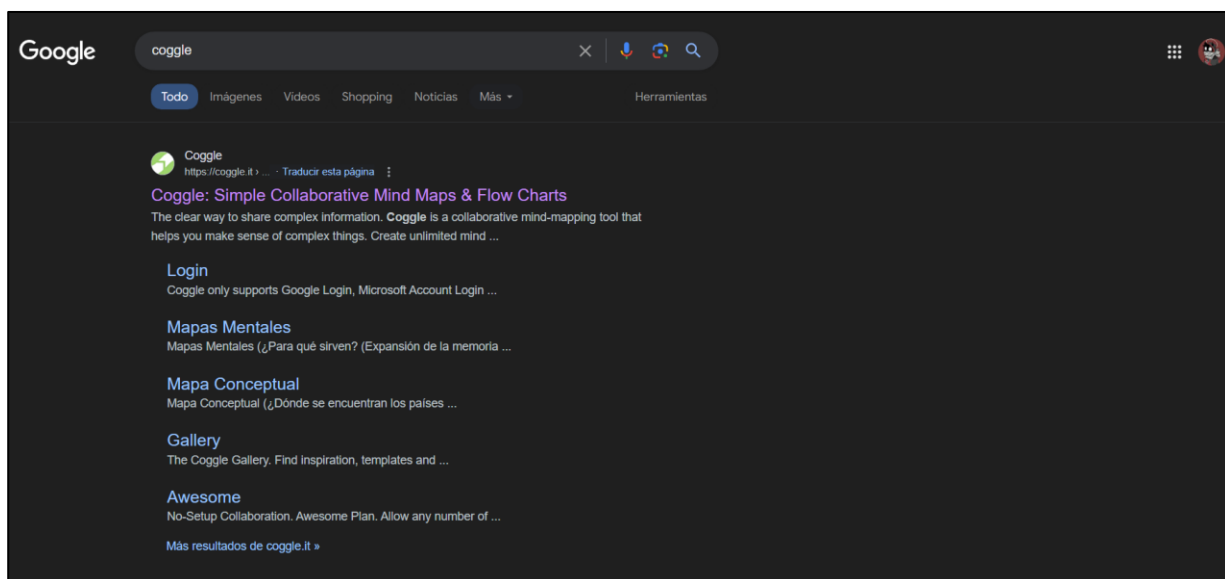 Google
coggle
Todo Imágenes Videos Shopping Noticias Más Herramientas
Coggle
https://coggle.it › ... · Traducir esta página
Coggle: Simple Collaborative Mind Maps & Flow Charts
The clear way to share complex information. Coggle is a collaborative mind-mapping tool that
helps you make sense of complex things. Create unlimited mind ...
Login
Coggle only supports Google Login, Microsoft Account Login ...
Mapas Mentales
Mapas Mentales (¿Para qué sirven? (Expansión de la memoria ...
Mapa Conceptual
Mapa Conceptual (¿Dónde se encuentran los países ...
Gallery
The Coggle Gallery. Find inspiration, templates and ...
Awesome
No-Setup Collaboration. Awesome Plan. Allow any number of ...
Más resultados de coggle.it »